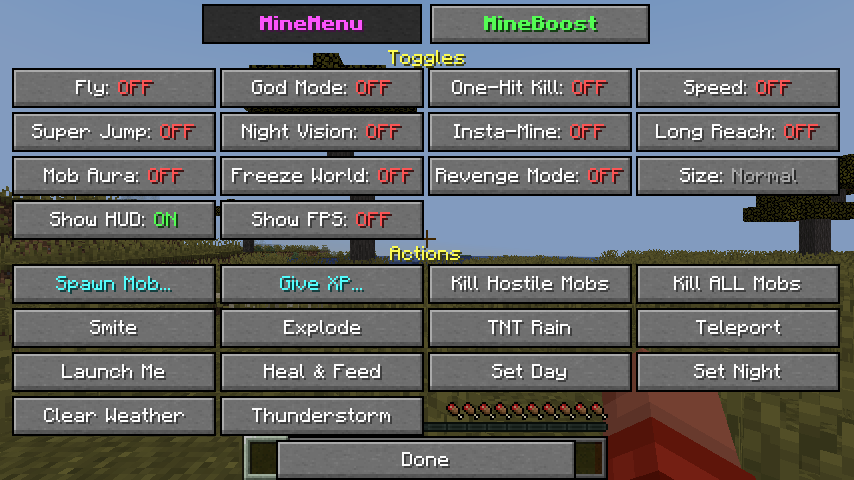 MineMenu MineBoost
Toggles
Fly: OFF God Mode: OFF One-Hit Kill: OFF Speed: OFF
Super Jump: OFF Night Vision: OFF Insta-Mine: OFF Long Reach: OFF
Mob Aura: OFF Freeze World: OFF Revenge Mode: OFF Size: Normal
Show HUD: ON Show FPS: OFF
Actions
Spawn Mob... Give XP... Kill Hostile Mobs Kill ALL Mobs
Smite Explode TNT Rain Teleport
Launch Me Heal & Feed Set Day Set Night
Clear Weather Thunderstorm
Done